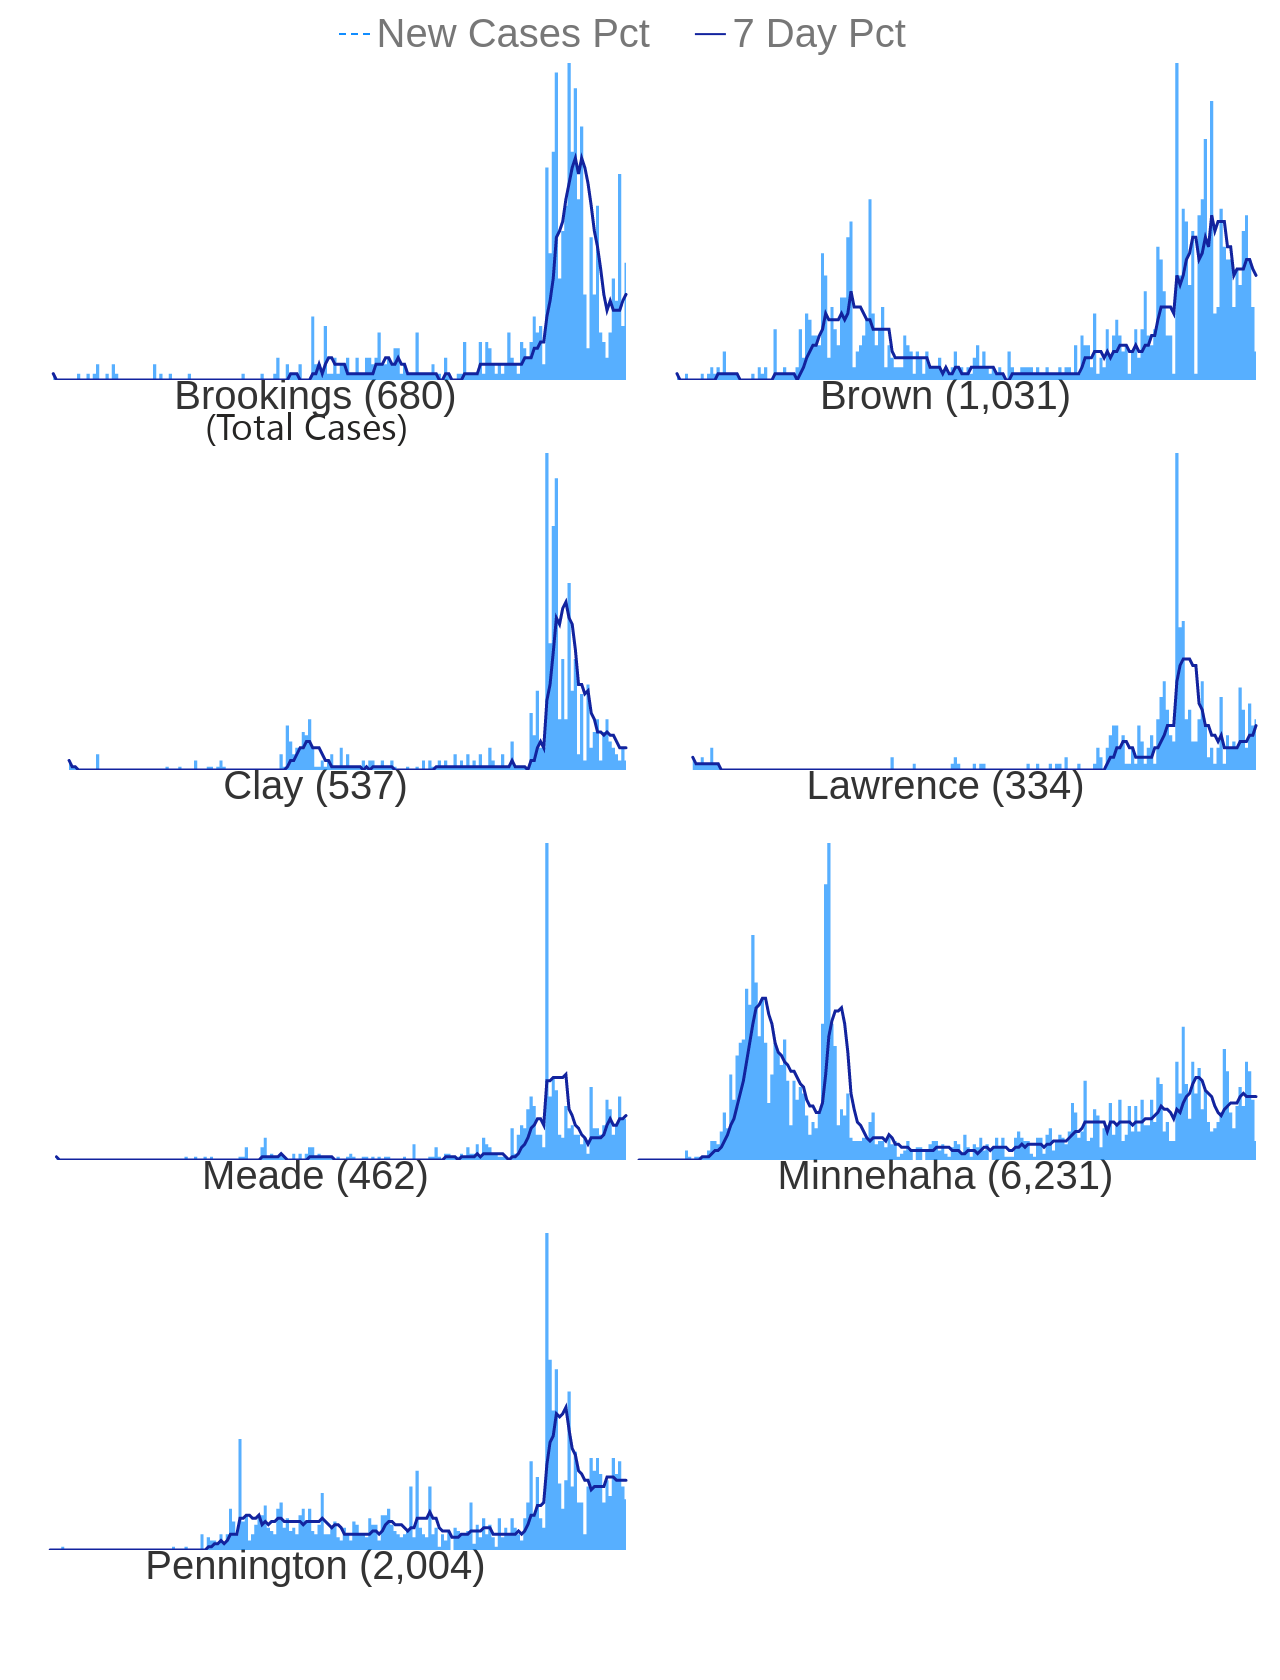 New Cases Pct 7 Day Pct
Brookings (680) Brown (1,031)
(Total Cases)
Clay (537) Lawrence (334)
Meade (462) Minnehaha (6,231)
Pennington (2,004)